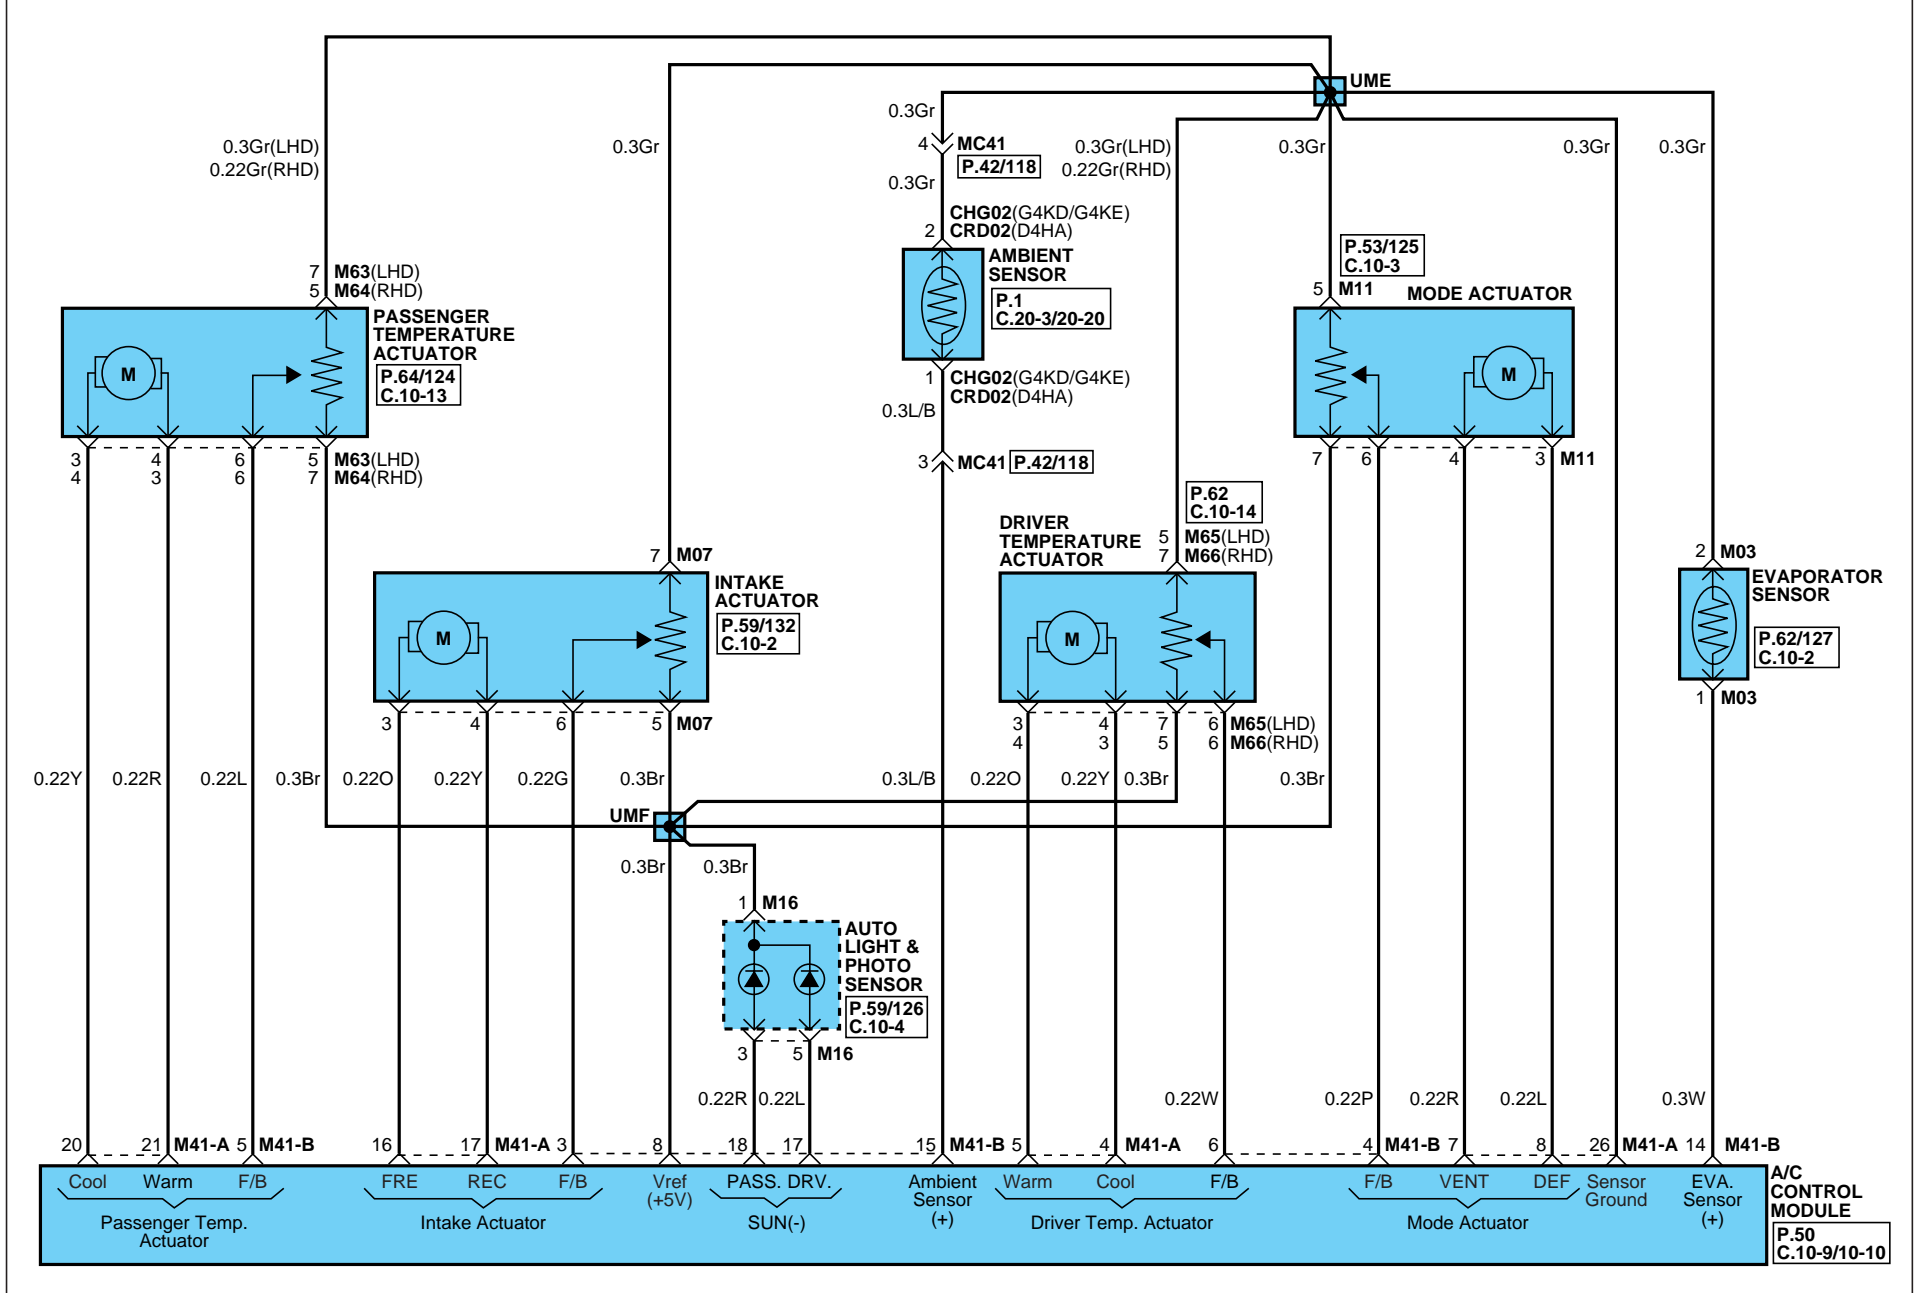 UME
0.3Gr
4 MC41
P.42/118
0.3Gr(LHD)
0.22Gr(RHD)
0.3Gr
0.3Gr(LHD)
0.22Gr(RHD)
0.3Gr
0.3Gr
0.3Gr
0.3Gr
CHG02(G4KD/G4KE)
2 CRD02(D4HA)
AMBIENT
SENSOR
P.1
C.20-3/20-20
P.53/125
C.10-3
5 M11
MODE ACTUATOR
7 M63(LHD)
5 M64(RHD)
PASSENGER
TEMPERATURE
ACTUATOR
P.64/124
C.10-13
M
M
1 CHG02(G4KD/G4KE)
CRD02(D4HA)
0.3L/B
3 4 6 5 M63(LHD)
4 3 6 7 M64(RHD)
3 MC41 P.42/118
7 6 4 3 M11
P.62
C.10-14
DRIVER
TEMPERATURE
ACTUATOR
5 M65(LHD)
7 M66(RHD)
7 M07
INTAKE
ACTUATOR
P.59/132
C.10-2
M
M
2 M03
EVAPORATOR
SENSOR
P.62/127
C.10-2
1 M03
3 4 6 5 M07
3 4 7 6 M65(LHD)
4 3 5 6 M66(RHD)
0.22Y 0.22R 0.22L 0.3Br 0.22O 0.22Y 0.22G 0.3Br 0.3L/B 0.22O 0.22Y 0.3Br 0.3Br
UMF
0.3Br 0.3Br
1 M16
AUTO
LIGHT &
PHOTO
SENSOR
P.59/126
C.10-4
3 5 M16
0.22R 0.22L 0.22W 0.22P 0.22R 0.22L 0.3W
20 21 M41-A 5 M41-B 16 17 M41-A 3 8 18 17 15 M41-B 5 4 M41-A 6 4 M41-B 7 8 26 M41-A 14 M41-B
Cool Warm F/B FRE REC F/B Vref PASS. DRV. Ambient Warm Cool F/B F/B VENT DEF Sensor EVA.
(+5V) Sensor Ground Sensor
(+) (+)
Passenger Temp.
Actuator
Intake Actuator
SUN(-)
Driver Temp. Actuator
Mode Actuator
A/C
CONTROL
MODULE
P.50
C.10-9/10-10